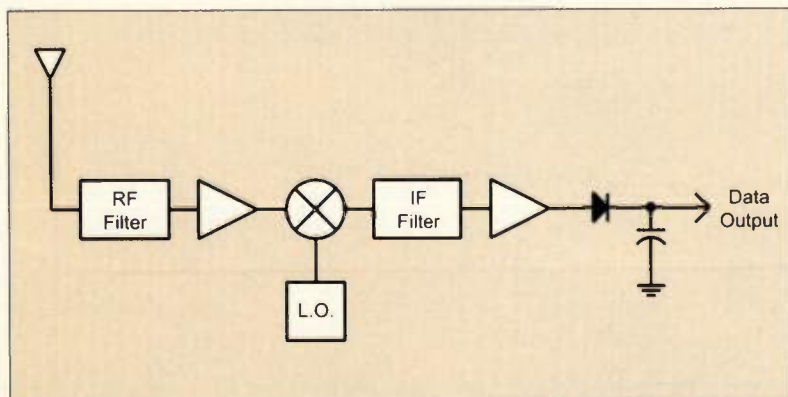 RF
Filter
IF
Filter
Data
Output
L.O.